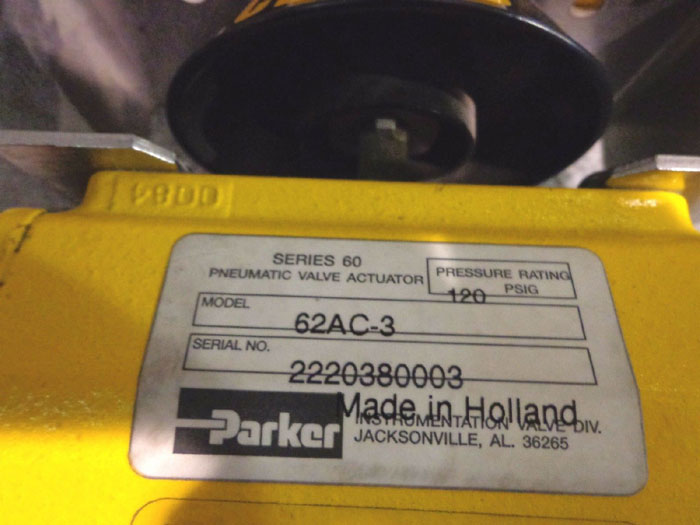 SERIES 60
PNEUMATIC VALVE ACTUATOR
PRESSURE RATING
120 PSIG
MODEL
62AC-3
SERIAL NO.
2220380003
Made in Holland
Parker
INSTRUMENTATION VALVE DIV.
JACKSONVILLE, AL. 36265